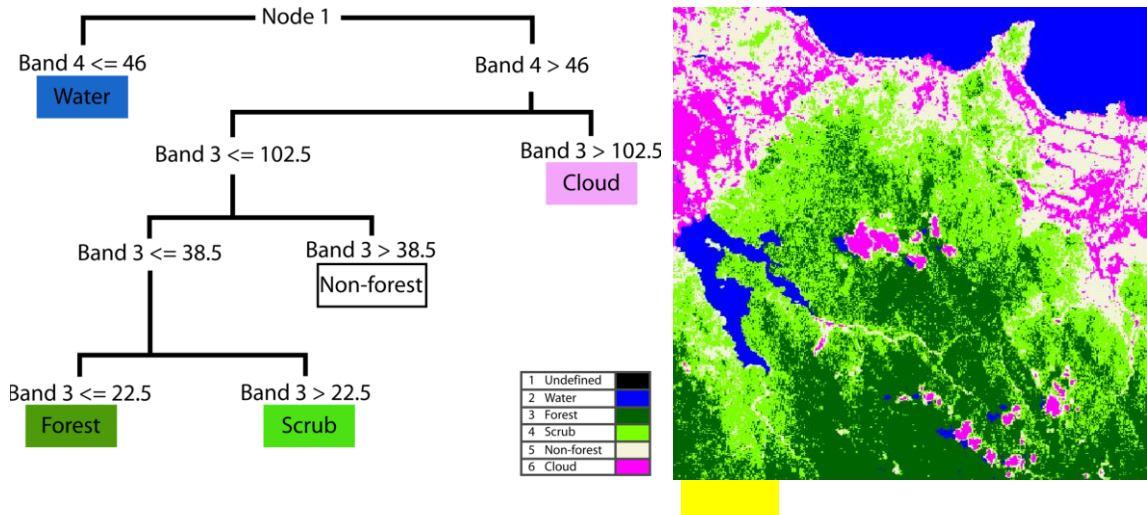 Node 1
Band 4 <= 46
Water
Band 4 > 46
Band 3 <= 102.5
Band 3 > 102.5
Cloud
Band 3 <= 38.5
Band 3 > 38.5
Non-forest
Band 3 <= 22.5
Forest
Band 3 > 22.5
Scrub
1 Undefined
2 Water
3 Forest
4 Scrub
5 Non-forest
6 Cloud